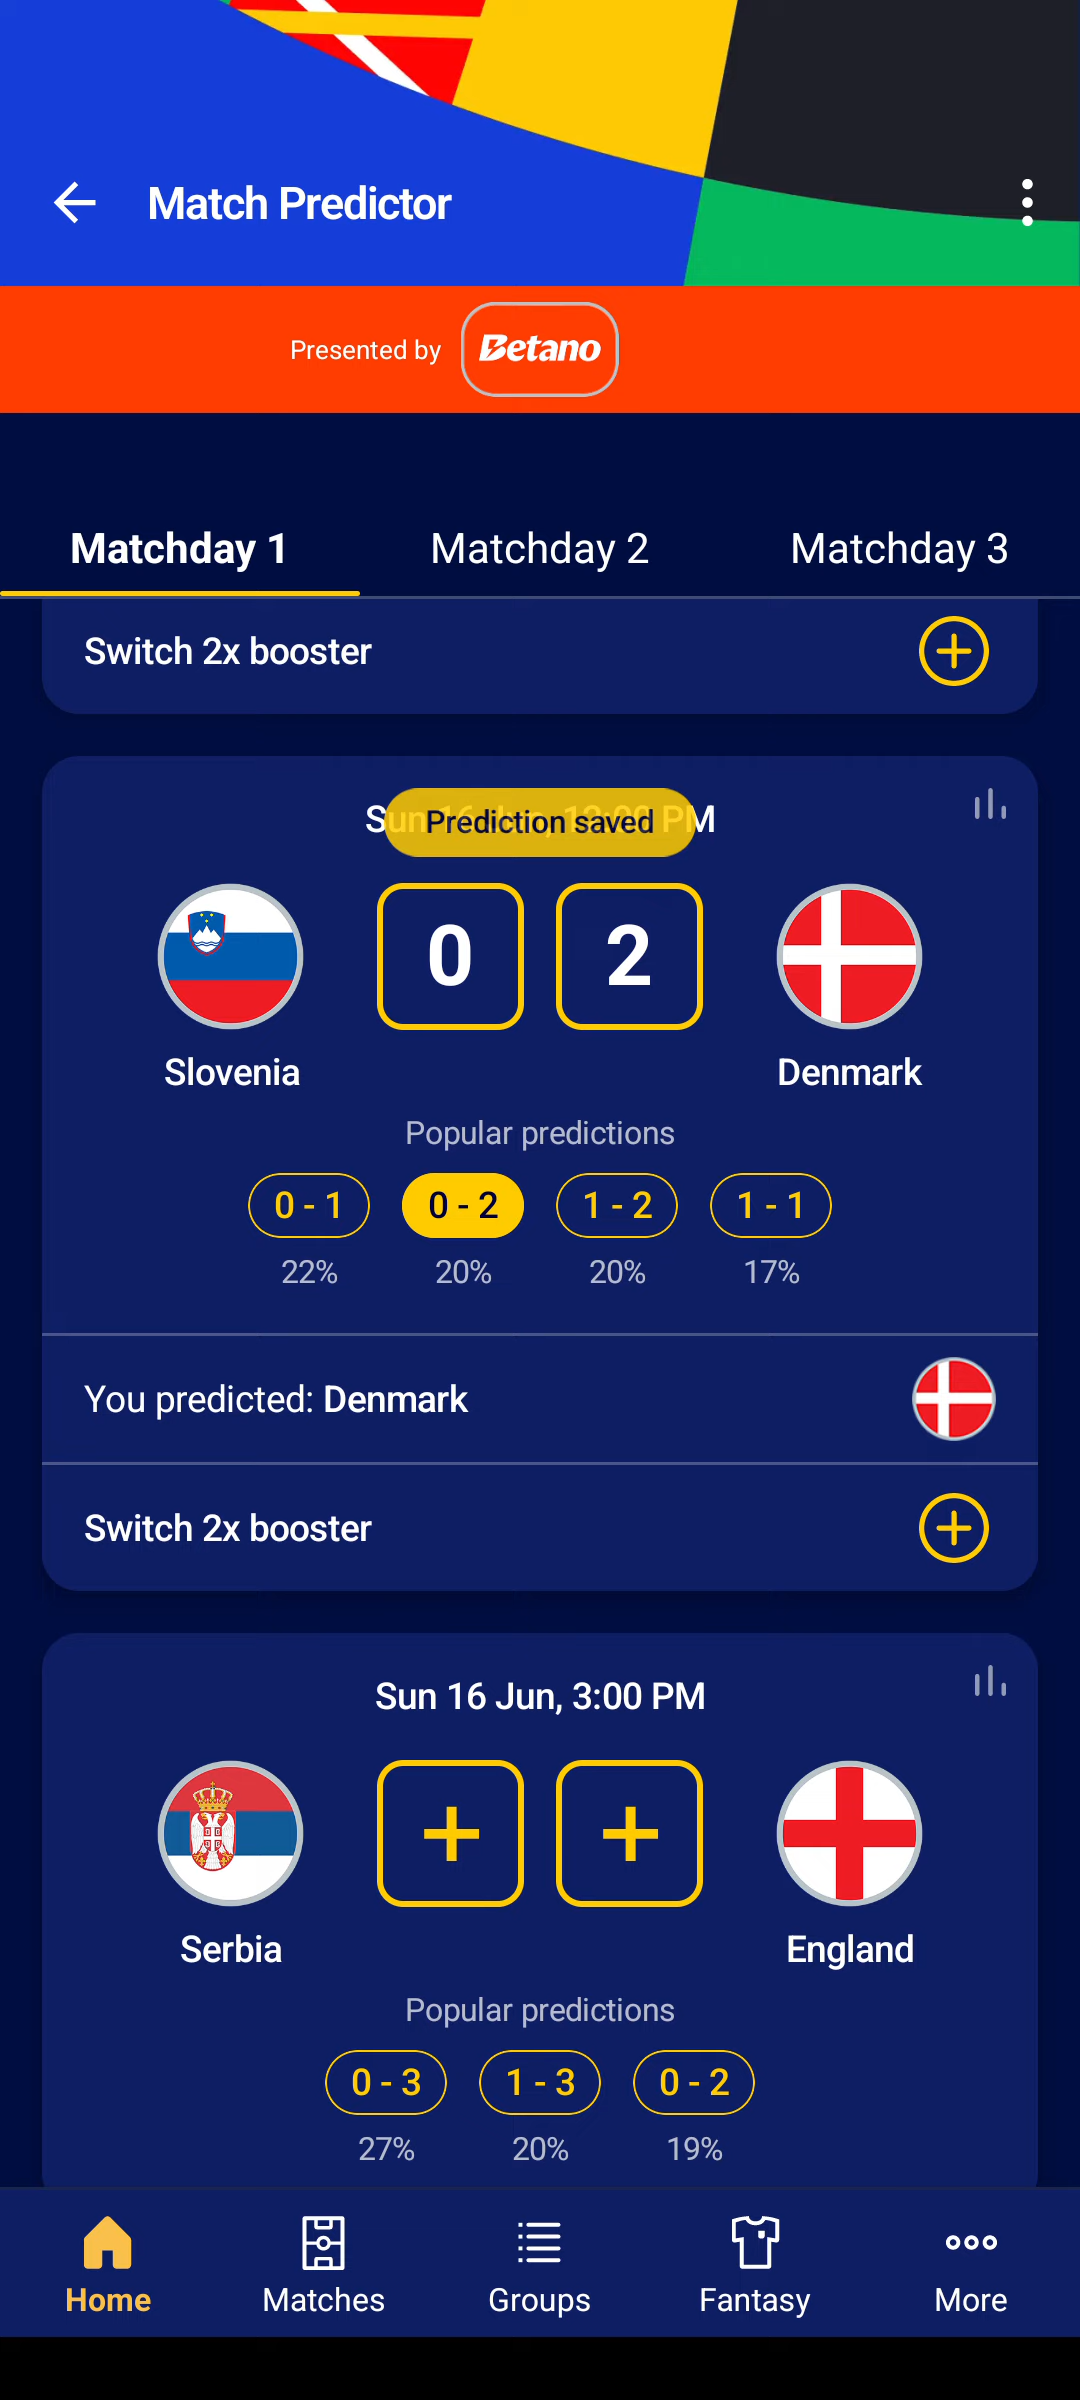 Match Predictor
Presented by Betano
Matchday 1 Matchday 2 Matchday 3
Switch 2x booster
Prediction saved
0 2
Slovenia Denmark
Popular predictions
0 - 1 0 - 2 1 - 2 1 - 1
22% 20% 20% 17%
You predicted: Denmark
Switch 2x booster
Sun 16 Jun, 3:00 PM
Serbia England
Popular predictions
0 - 3 1 - 3 0 - 2
27% 20% 19%
Home Matches Groups Fantasy More